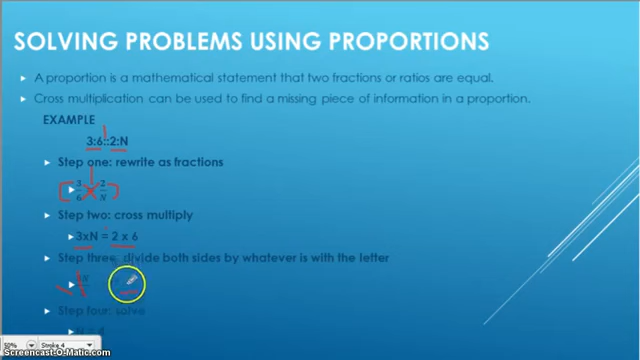 SOLVING PROBLEMS USING PROPORTIONS
A proportion is a mathematical statement that two fractions or ratios are equal.
Cross multiplication can be used to find a missing piece of information in a proportion.
EXAMPLE
3:6::2:N
Step one: rewrite as fractions
3 2
6 N
Step two: cross multiply
3xN = 2 x 6
Step three, divide both sides by whatever is with the letter
Step four: solve
N = 4
50% Stroke 4
Screencast-O-Matic.com